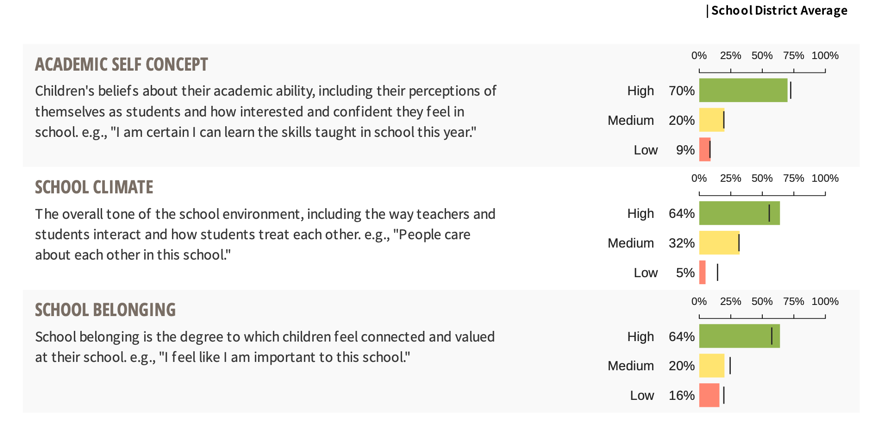 | School District Average
ACADEMIC SELF CONCEPT
Children's beliefs about their academic ability, including their perceptions of
themselves as students and how interested and confident they feel in
school. e.g., "I am certain I can learn the skills taught in school this year."
0% 25% 50% 75% 100%
High 70%
Medium 20%
Low 9%
SCHOOL CLIMATE
The overall tone of the school environment, including the way teachers and
students interact and how students treat each other. e.g., "People care
about each other in this school."
0% 25% 50% 75% 100%
High 64%
Medium 32%
Low 5%
SCHOOL BELONGING
School belonging is the degree to which children feel connected and valued
at their school. e.g., "I feel like I am important to this school."
0% 25% 50% 75% 100%
High 64%
Medium 20%
Low 16%